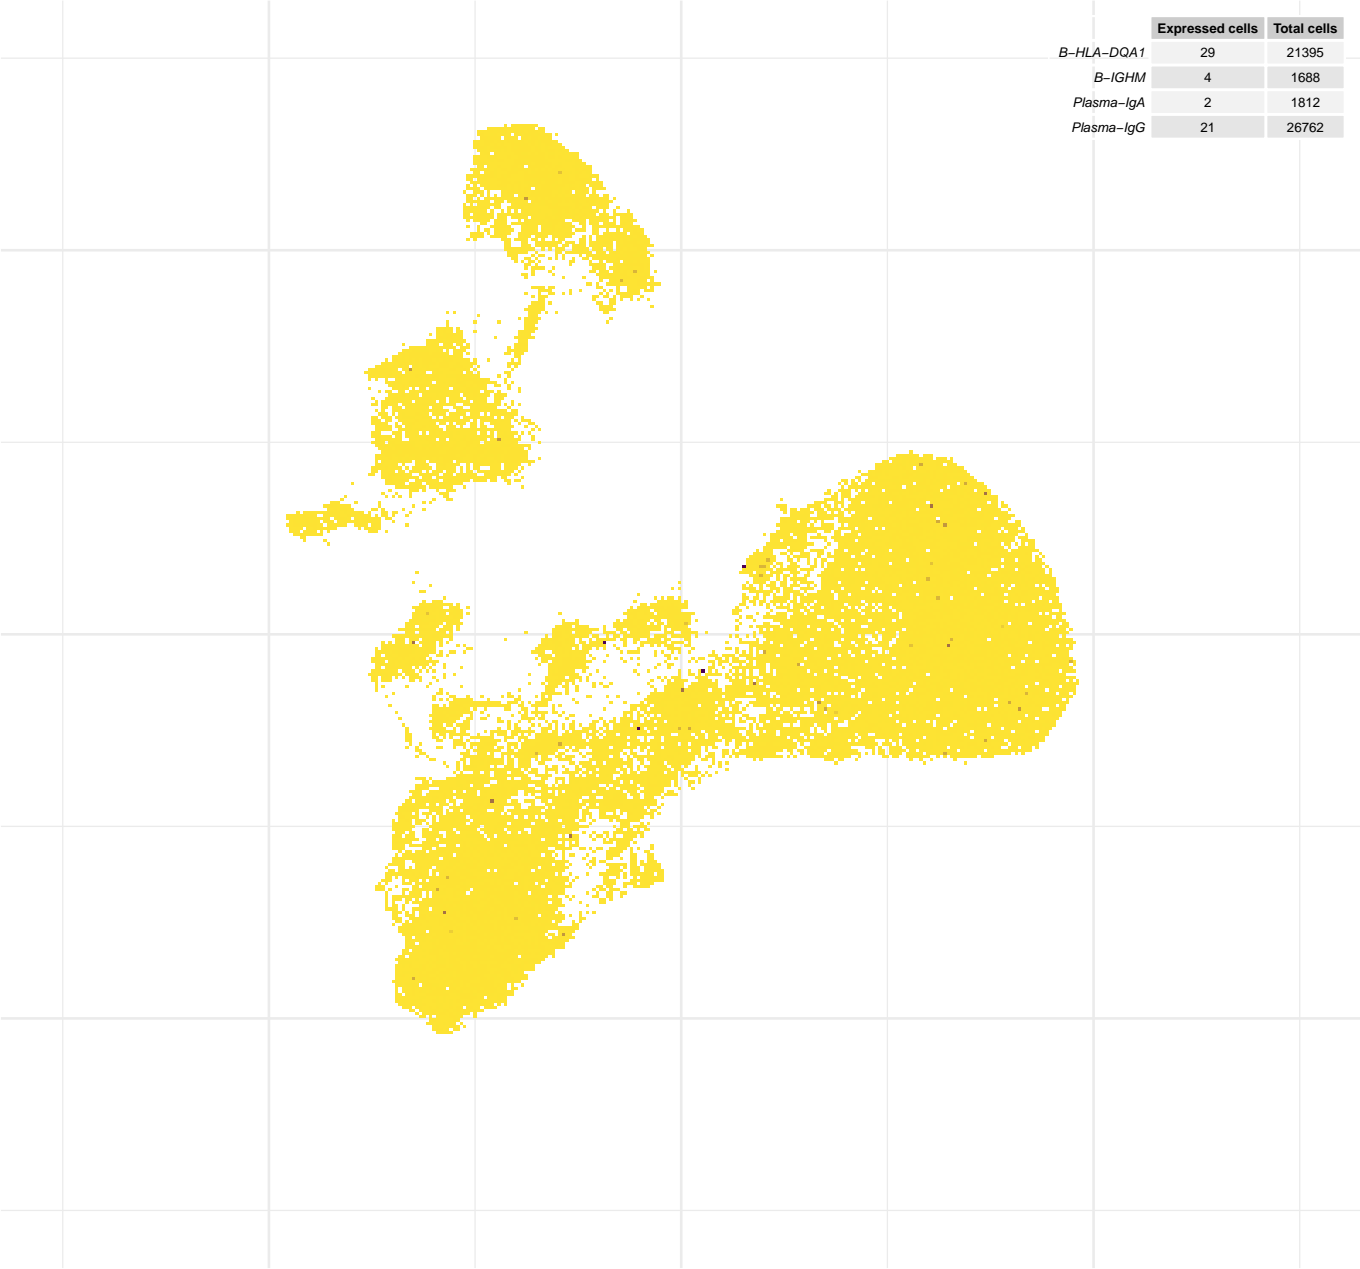 Expressed cells Total cells
B−HLA−DQA1 29 21395
B−IGHM 4 1688
Plasma−IgA 2 1812
Plasma−IgG 21 26762